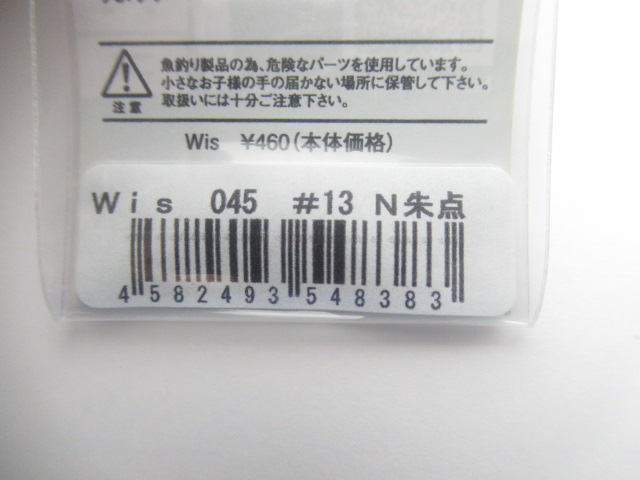 魚釣り製品の為、危険なパーツを使用しています。
小さなお子様の手の届かない場所に保管して下さい。
注意 取扱いには十分ご注意下さい。
Wis ¥460(本体価格)
Wis 045 #13 N朱点
4582493548383